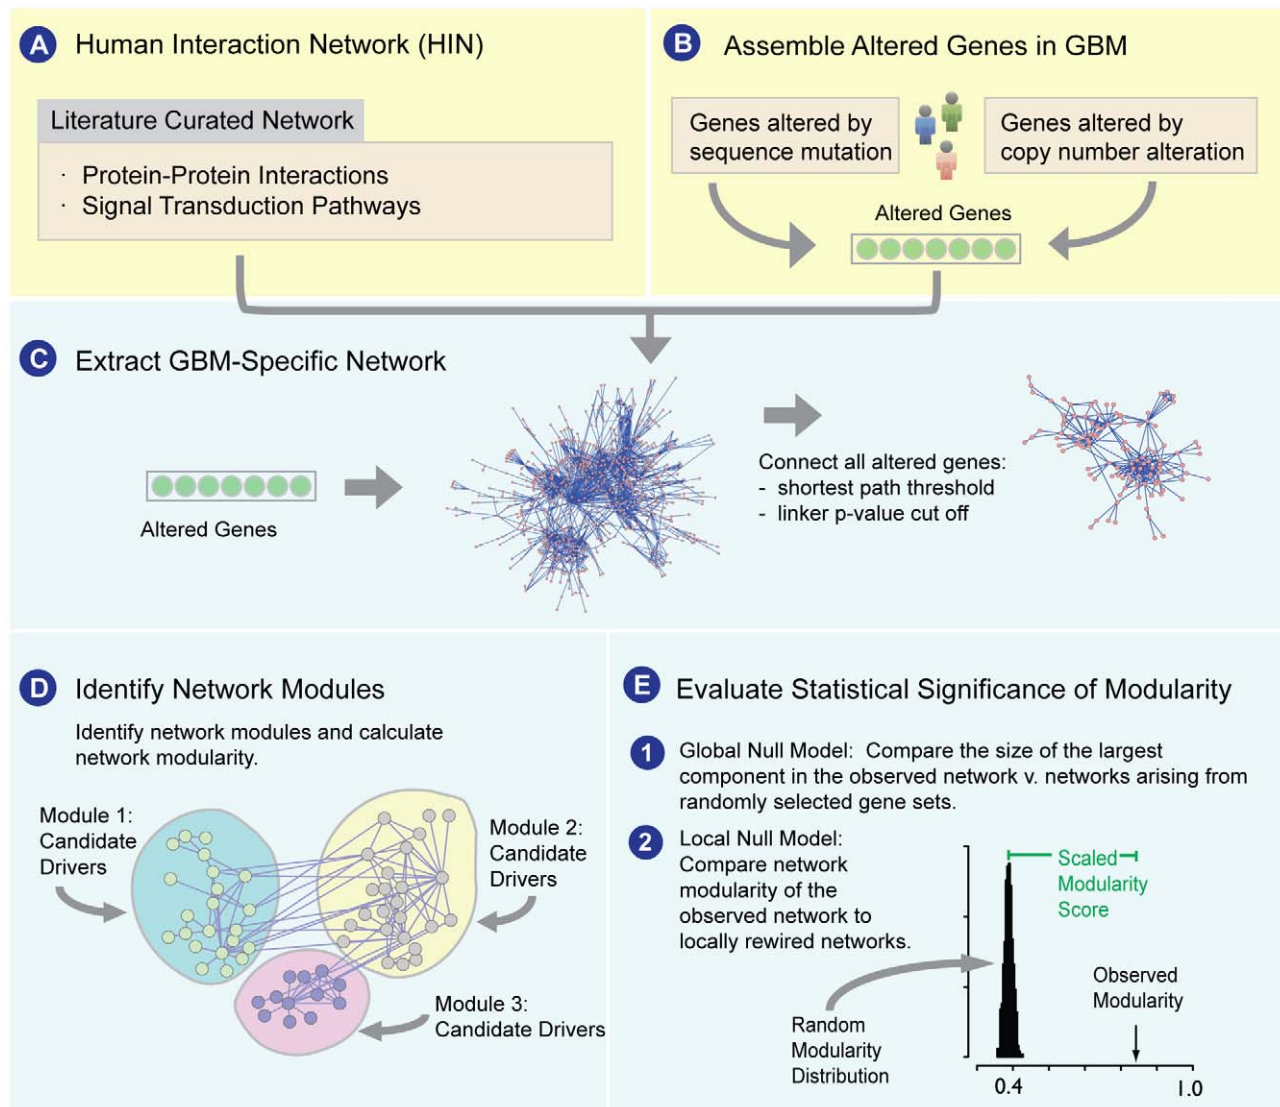 A Human Interaction Network (HIN)
Literature Curated Network
· Protein-Protein Interactions
· Signal Transduction Pathways
B Assemble Altered Genes in GBM
Genes altered by
sequence mutation
Genes altered by
copy number alteration
Altered Genes
C Extract GBM-Specific Network
Altered Genes
Connect all altered genes:
- shortest path threshold
- linker p-value cut off
D Identify Network Modules
Identify network modules and calculate
network modularity.
Module 1:
Candidate
Drivers
Module 2:
Candidate
Drivers
Module 3:
Candidate Drivers
E Evaluate Statistical Significance of Modularity
1 Global Null Model: Compare the size of the largest
component in the observed network v. networks arising from
randomly selected gene sets.
2 Local Null Model:
Compare network
modularity of the
observed network to
locally rewired networks.
Scaled
Modularity
Score
Observed
Modularity
Random
Modularity
Distribution
0.4
1.0